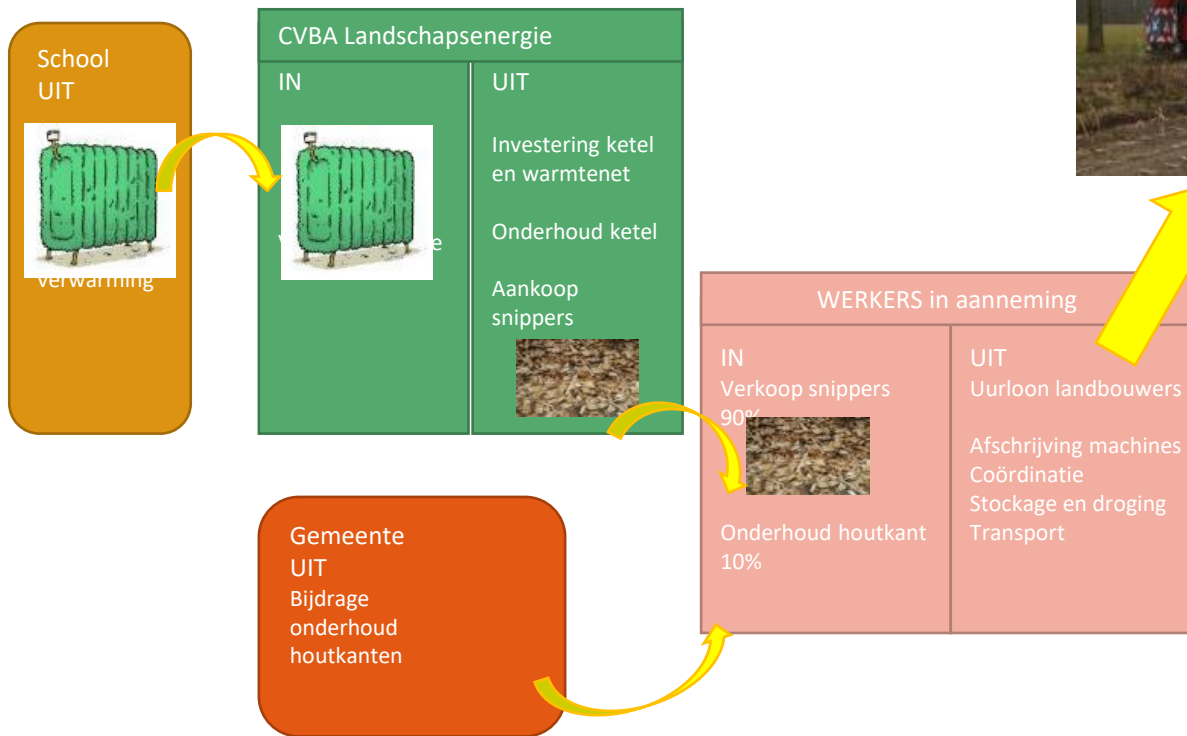 School
UIT
verwarming
CVBA Landschapsenergie
IN
UIT
Investering ketel
en warmtenet
Onderhoud ketel
Aankoop
snippers
WERKERS in aanneming
IN
Verkoop snippers
90%
Onderhoud houtkant
10%
UIT
Uurloon landbouwers
Afschrijving machines
Coördinatie
Stockage en droging
Transport
Gemeente
UIT
Bijdrage
onderhoud
houtkanten